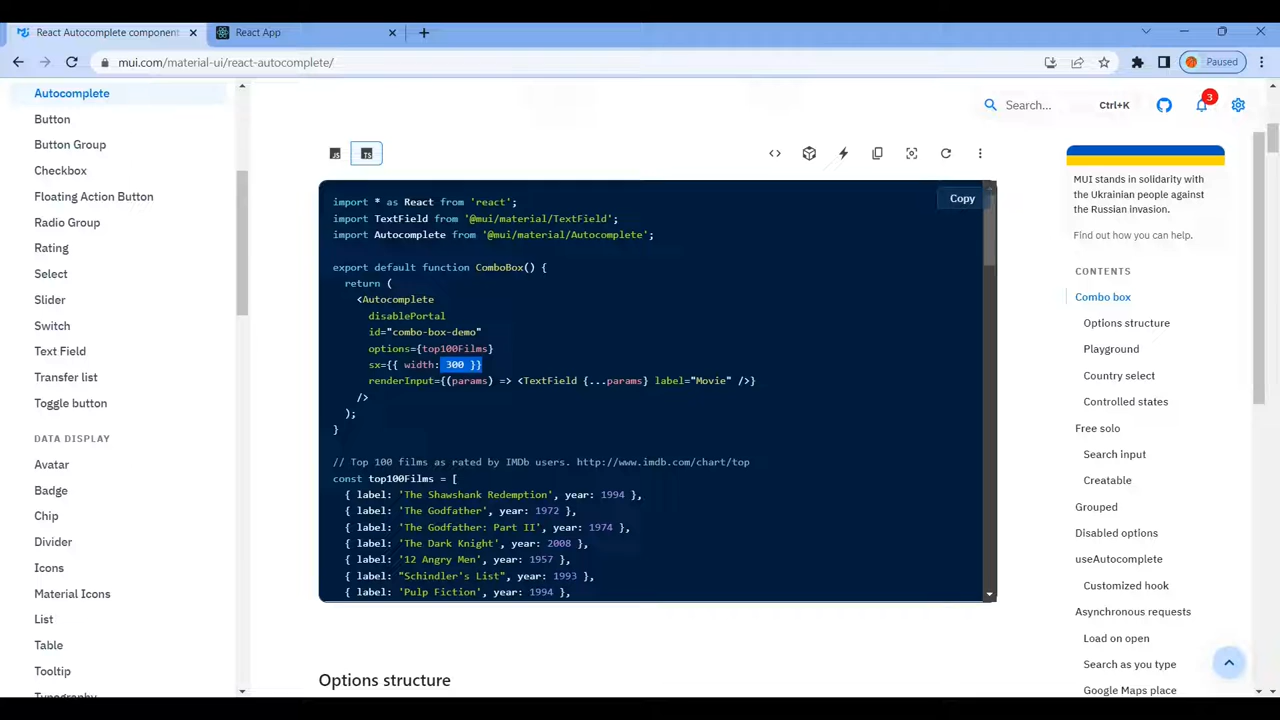 React Autocomplete component
React App
mui.com/material-ui/react-autocomplete/
Paused
Autocomplete
Button
Button Group
Checkbox
Floating Action Button
Radio Group
Rating
Select
Slider
Switch
Text Field
Transfer list
Toggle button
DATA DISPLAY
Avatar
Badge
Chip
Divider
Icons
Material Icons
List
Table
Tooltip
Typography
Search...
Ctrl+K
3
JS
TS
Copy
import * as React from 'react';
import TextField from '@mui/material/TextField';
import Autocomplete from '@mui/material/Autocomplete';
export default function ComboBox() {
return (
<Autocomplete
disablePortal
id="combo-box-demo"
options={top100Films}
sx={{ width: 300 }}
renderInput={(params) => <TextField {...params} label="Movie" />}
/>
);
}
// Top 100 films as rated by IMDb users. http://www.imdb.com/chart/top
const top100Films = [
{ label: 'The Shawshank Redemption', year: 1994 },
{ label: 'The Godfather', year: 1972 },
{ label: 'The Godfather: Part II', year: 1974 },
{ label: 'The Dark Knight', year: 2008 },
{ label: '12 Angry Men', year: 1957 },
{ label: "Schindler's List", year: 1993 },
{ label: 'Pulp Fiction', year: 1994 },
Options structure
MUI stands in solidarity with
the Ukrainian people against
the Russian invasion.
Find out how you can help.
CONTENTS
Combo box
Options structure
Playground
Country select
Controlled states
Free solo
Search input
Creatable
Grouped
Disabled options
useAutocomplete
Customized hook
Asynchronous requests
Load on open
Search as you type
Google Maps place